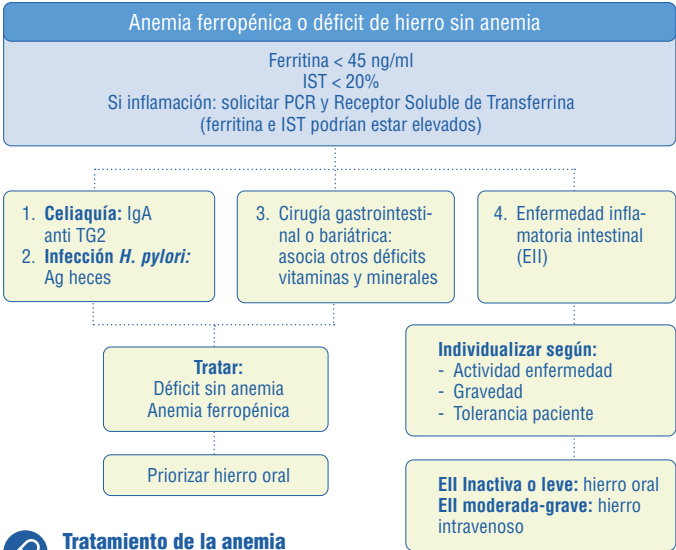 Anemia ferropénica o déficit de hierro sin anemia
Ferritina < 45 ng/ml
IST < 20%
Si inflamación: solicitar PCR y Receptor Soluble de Transferrina
(ferritina e IST podrían estar elevados)
1. Celiaquía: IgA
anti TG2
2. Infección H. pylori:
Ag heces
3. Cirugía gastrointesti-
nal o bariátrica:
asocia otros déficits
vitaminas y minerales
4. Enfermedad infla-
matoria intestinal
(EII)
Tratar:
Déficit sin anemia
Anemia ferropénica
Priorizar hierro oral
Individualizar según:
- Actividad enfermedad
- Gravedad
- Tolerancia paciente
EII Inactiva o leve: hierro oral
EII moderada-grave: hierro
intravenoso
Tratamiento de la anemia